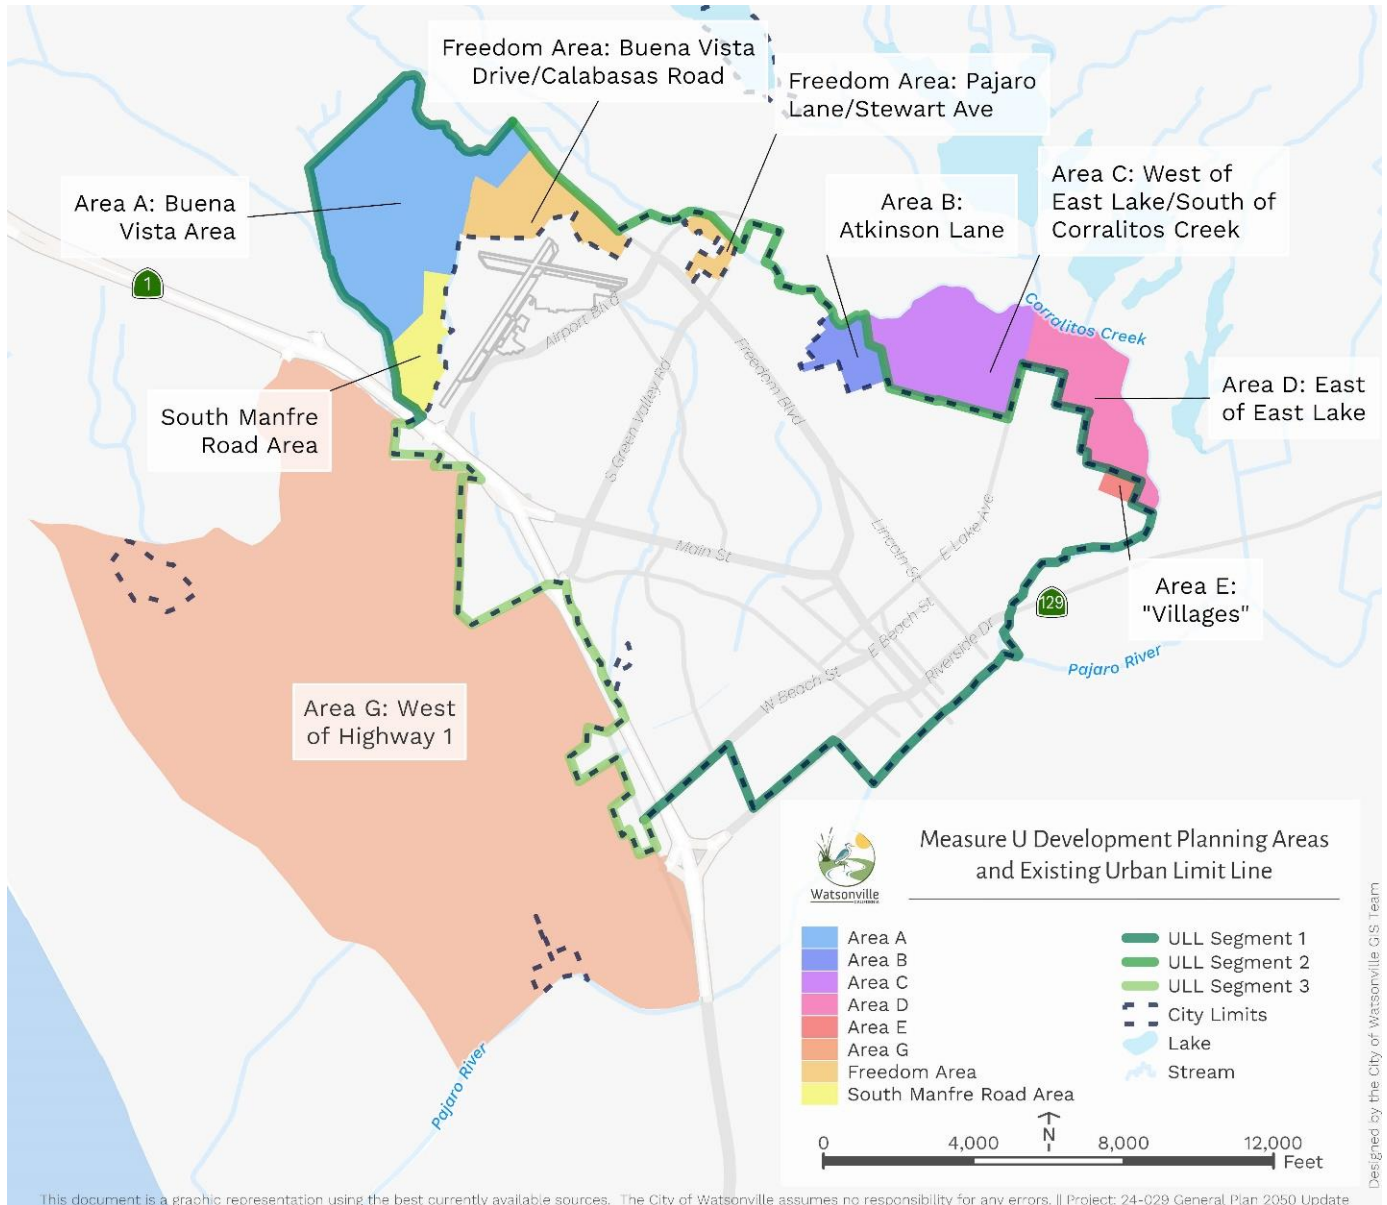 Freedom Area: Buena Vista
Drive/Calabasas Road
Freedom Area: Pajaro
Lane/Stewart Ave
Area A: Buena
Vista Area
Area B:
Atkinson Lane
Area C: West of
East Lake/South of
Corralitos Creek
1
Corralitos Creek
Airport Blvd
Freedom Blvd
S Green Valley Rd
South Manfre
Road Area
Area D: East
of East Lake
Main St
Lincoln St
E Lake Ave
Area E:
"Villages"
129
E Beach St
Riverside Dr
W Beach St
Pajaro River
Area G: West
of Highway 1
Pajaro River
Watsonville
CALIFORNIA
Measure U Development Planning Areas
and Existing Urban Limit Line
Area A
Area B
Area C
Area D
Area E
Area G
Freedom Area
South Manfre Road Area
ULL Segment 1
ULL Segment 2
ULL Segment 3
City Limits
Lake
Stream
N
0 4,000 8,000 12,000
Feet
Designed by the City of Watsonville GIS Team
This document is a graphic representation using the best currently available sources. The City of Watsonville assumes no responsibility for any errors. || Project: 24-029 General Plan 2050 Update